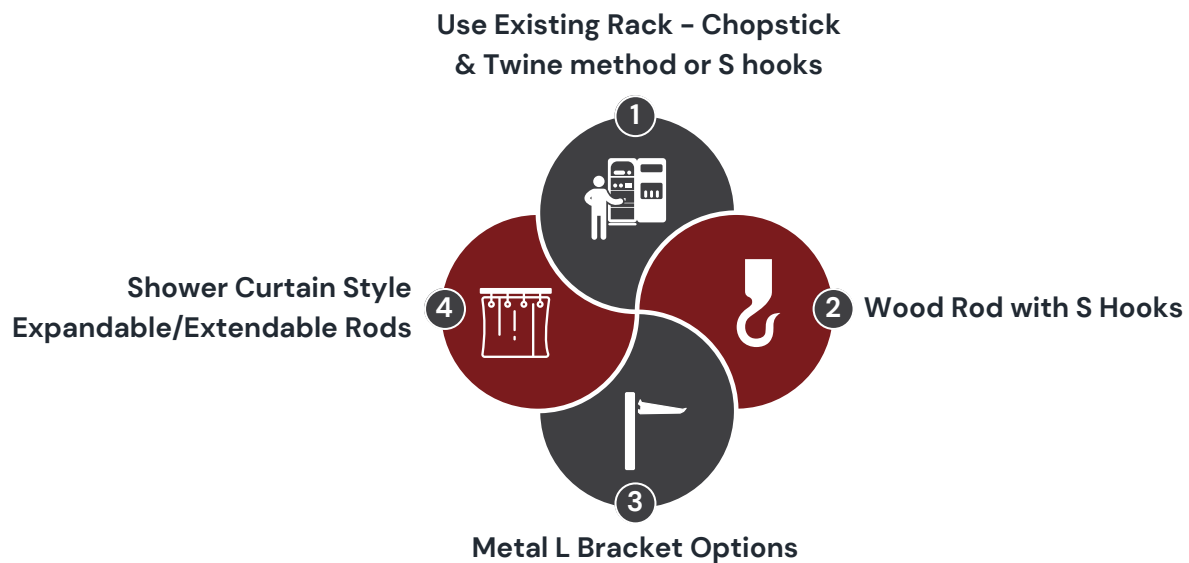 Use Existing Rack – Chopstick
& Twine method or S hooks
1
Shower Curtain Style
Expandable/Extendable Rods
4
2
Wood Rod with S Hooks
3
Metal L Bracket Options